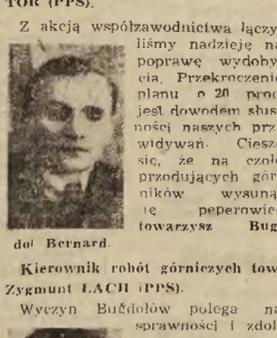 TOR (PPS).
Z akcją współzawodnictwa łączy
liśmy nadzieję na
poprawę wydoby
cia. Przekroczenie
planu o 20 proc
jest dowodem słus
ności naszych prz
widywań. Ciesz
się, że na czoł
przodujących gór
ników wysuną
ię peperowie
towarzysz Bug
doł Bernard.
Kierownik robót górniczych tow
Zygmunt LACH (PPS).
Wyczyn Bugdołów polega na
sprawności i zdol